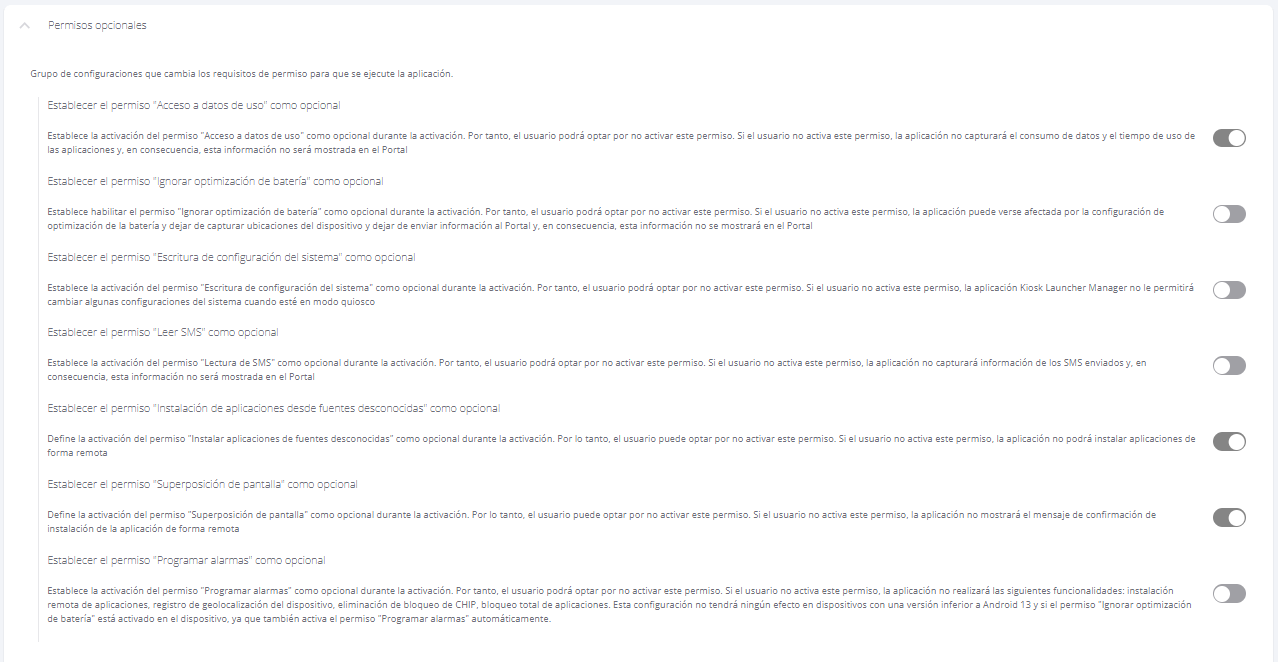 Permisos opcionales
Grupo de configuraciones que cambia los requisitos de permiso para que se ejecute la aplicación.
Establecer el permiso "Acceso a datos de uso" como opcional
Establece la activación del permiso "Acceso a datos de uso" como opcional durante la activación. Por tanto, el usuario podrá optar por no activar este permiso. Si el usuario no activa este permiso, la aplicación no capturará el consumo de datos y el tiempo de uso de
las aplicaciones y, en consecuencia, esta información no será mostrada en el Portal
Establecer el permiso "Ignorar optimización de batería" como opcional
Establece habilitar el permiso "Ignorar optimización de batería" como opcional durante la activación. Por tanto, el usuario podrá optar por no activar este permiso. Si el usuario no activa este permiso, la aplicación puede verse afectada por la configuración de
optimización de la batería y dejar de capturar ubicaciones del dispositivo y dejar de enviar información al Portal y, en consecuencia, esta información no se mostrará en el Portal
Establecer el permiso "Escritura de configuración del sistema" como opcional
Establece la activación del permiso "Escritura de configuración del sistema" como opcional durante la activación. Por tanto, el usuario podrá optar por no activar este permiso. Si el usuario no activa este permiso, la aplicación Kiosk Launcher Manager no le permitirá
cambiar algunas configuraciones del sistema cuando esté en modo quiosco
Establecer el permiso "Leer SMS" como opcional
Establece la activación del permiso "Lectura de SMS" como opcional durante la activación. Por tanto, el usuario podrá optar por no activar este permiso. Si el usuario no activa este permiso, la aplicación no capturará información de los SMS enviados y, en
consecuencia, esta información no será mostrada en el Portal
Establecer el permiso "Instalación de aplicaciones desde fuentes desconocidas" como opcional
Define la activación del permiso "Instalar aplicaciones de fuentes desconocidas" como opcional durante la activación. Por lo tanto, el usuario puede optar por no activar este permiso. Si el usuario no activa este permiso, la aplicación no podrá instalar aplicaciones de
forma remota
Establecer el permiso "Superposición de pantalla" como opcional
Define la activación del permiso "Superposición de pantalla" como opcional durante la activación. Por lo tanto, el usuario puede optar por no activar este permiso. Si el usuario no activa este permiso, la aplicación no mostrará el mensaje de confirmación de
instalación de la aplicación de forma remota
Establecer el permiso "Programar alarmas" como opcional
Establece la activación del permiso "Programar alarmas" como opcional durante la activación. Por tanto, el usuario podrá optar por no activar este permiso. Si el usuario no activa este permiso, la aplicación no realizará las siguientes funcionalidades: instalación
remota de aplicaciones, registro de geolocalización del dispositivo, eliminación de bloqueo de CHIP, bloqueo total de aplicaciones. Esta configuración no tendrá ningún efecto en dispositivos con una versión inferior a Android 13 y si el permiso "Ignorar optimización
de batería" está activado en el dispositivo, ya que también activa el permiso "Programar alarmas" automáticamente.